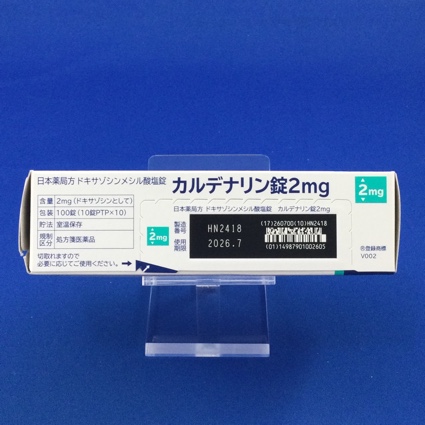 日本薬局方 ドキサゾシンメシル酸塩錠 カルデナリン錠2mg
含量 2mg(ドキサゾシンとして)
包装 100錠(10錠PTP×10)
貯法 室温保存
規制区分 処方箋医薬品
切取れますので
必要に応じてご使用ください。
2mg
日本薬局方 ドキサゾシンメシル酸塩錠 カルデナリン錠2mg
製造番号 HN2418
使用期限 2026.7
(17)260700(10)HN2418
(01)14987901002605
2mg
®登録商標
V002